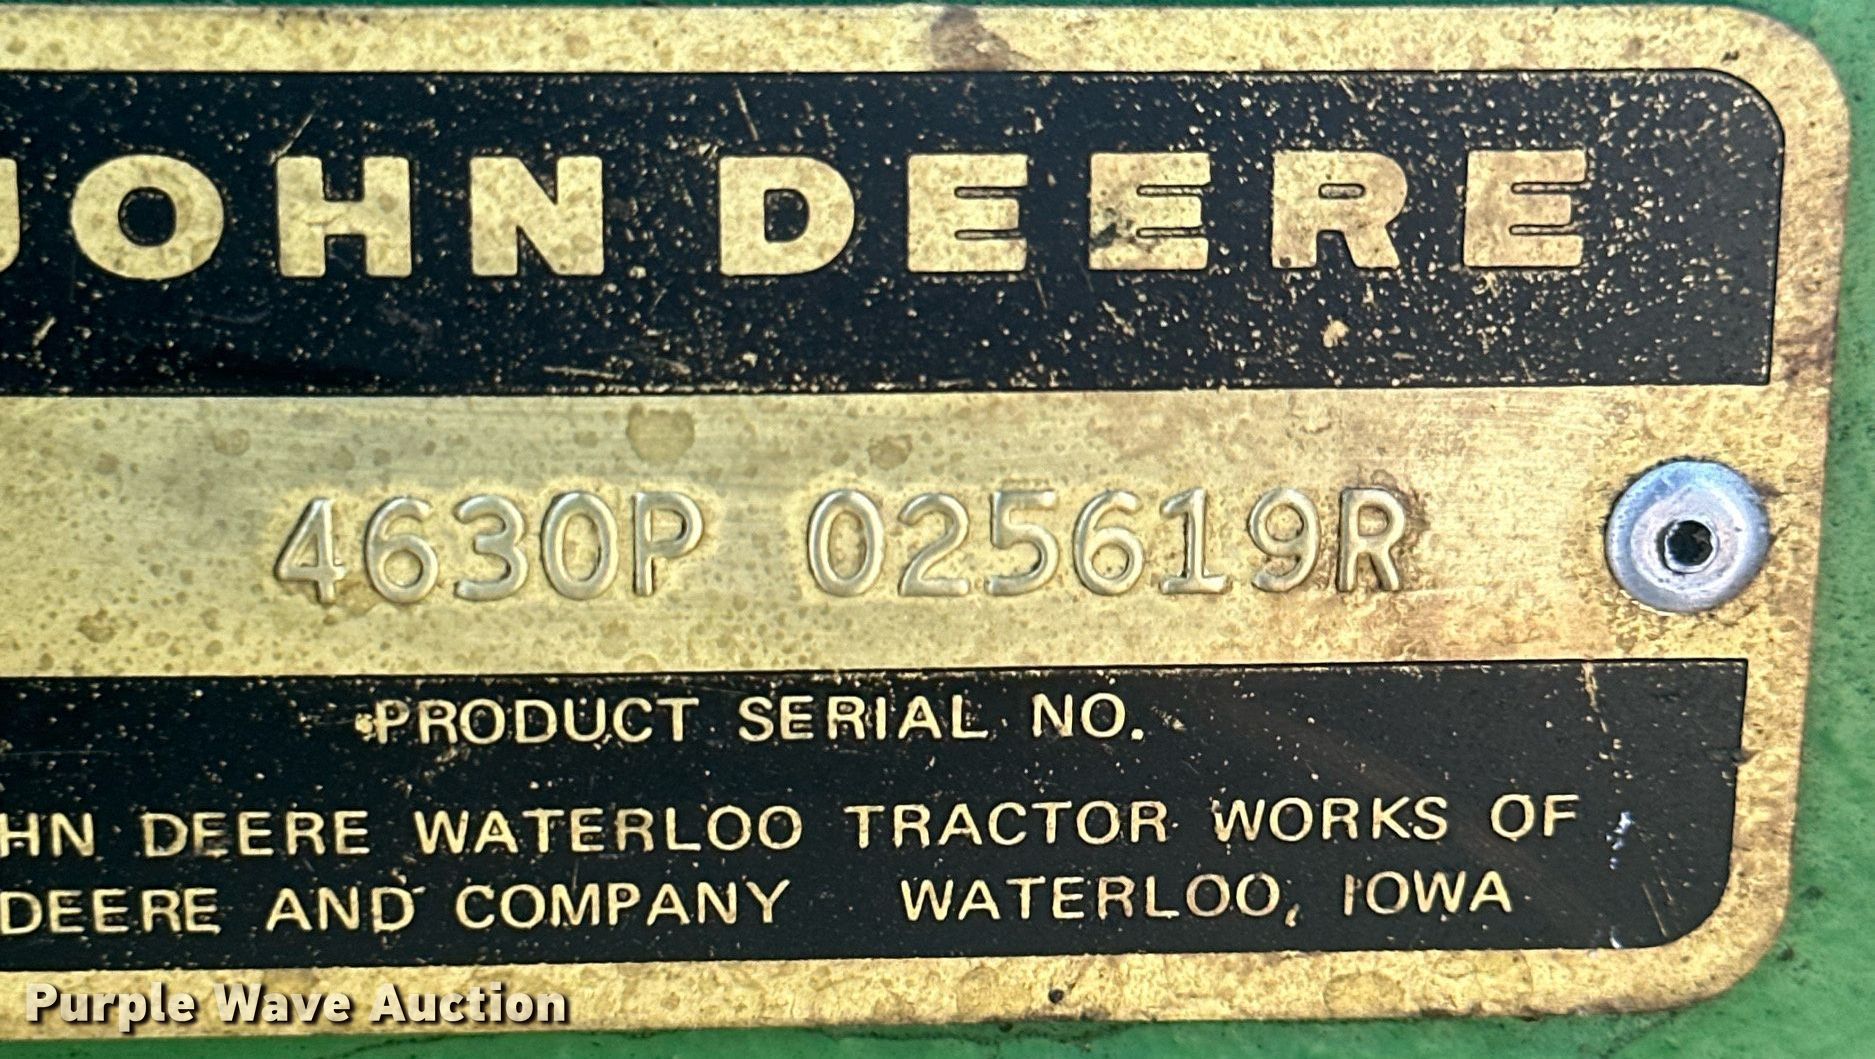 JOHN DEERE
4630P 025619R
PRODUCT SERIAL NO.
HN DEERE WATERLOO TRACTOR WORKS OF
DEERE AND COMPANY WATERLOO, IOWA
Purple Wave Auction